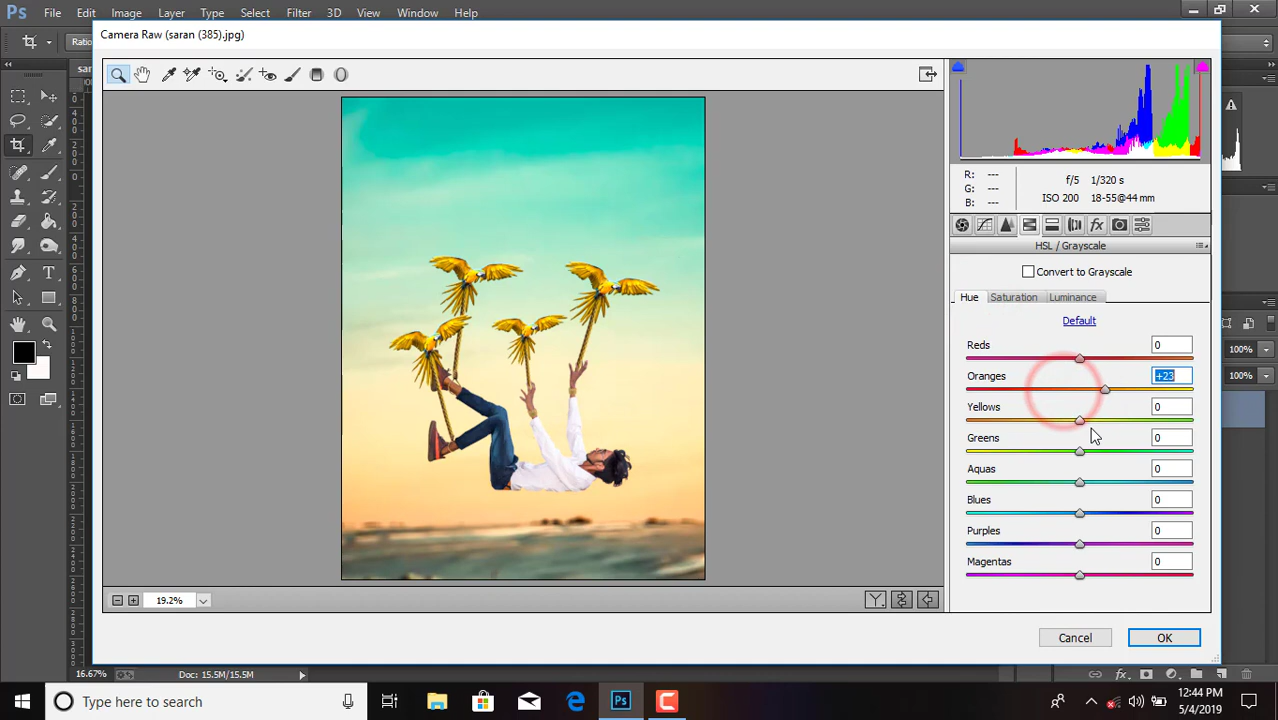 Ps File Edit Image Layer Type Select Filter 3D View Window Help
Camera Raw (saran (385).jpg)
R: ---
G: ---
B: ---
f/5 1/320 s
ISO 200 18-55@44 mm
HSL / Grayscale
Convert to Grayscale
Hue Saturation Luminance
Default
Reds 0
Oranges +23
Yellows 0
Greens 0
Aquas 0
Blues 0
Purples 0
Magentas 0
100%
100%
19.2%
Cancel OK
16.67% Doc: 15.5M/15.5M
Type here to search
12:44 PM
5/4/2019